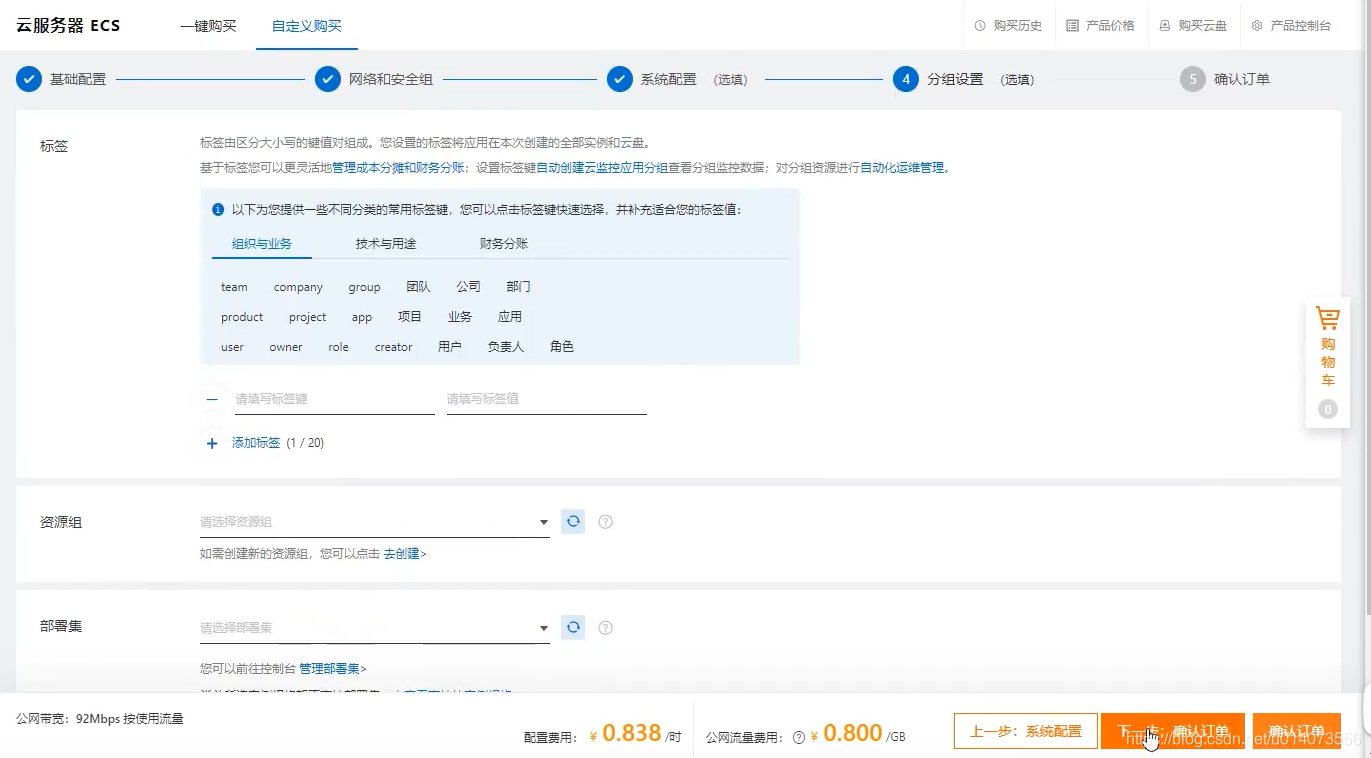 云服务器 ECS 一键购买 自定义购买 购买历史 产品价格 购买云盘 产品控制台
基础配置 网络和安全组 系统配置 (选填) 4 分组设置 (选填) 5 确认订单
标签
标签由区分大小写的键值对组成。您设置的标签将应用在本次创建的全部实例和云盘。
基于标签您可以更灵活地管理成本分摊和财务分账；设置标签键自动创建云监控应用分组查看分组监控数据；对分组资源进行自动化运维管理。
以下为您提供一些不同分类的常用标签键，您可以点击标签键快速选择，并补充适合您的标签值：
组织与业务 技术与用途 财务分账
team company group 团队 公司 部门
product project app 项目 业务 应用
user owner role creator 用户 负责人 角色
请填写标签键 请填写标签值
添加标签 (1 / 20)
购物车
0
资源组 请选择资源组
如需创建新的资源组，您可以点击 去创建>
部署集 请选择部署集
您可以前往控制台 管理部署集>
公网带宽：92Mbps 按使用流量
配置费用：￥ 0.838 /时 公网流量费用： ￥ 0.800 /GB
上一步：系统配置 下一步：确认订单 确认订单
https://blog.csdn.net/u014073556